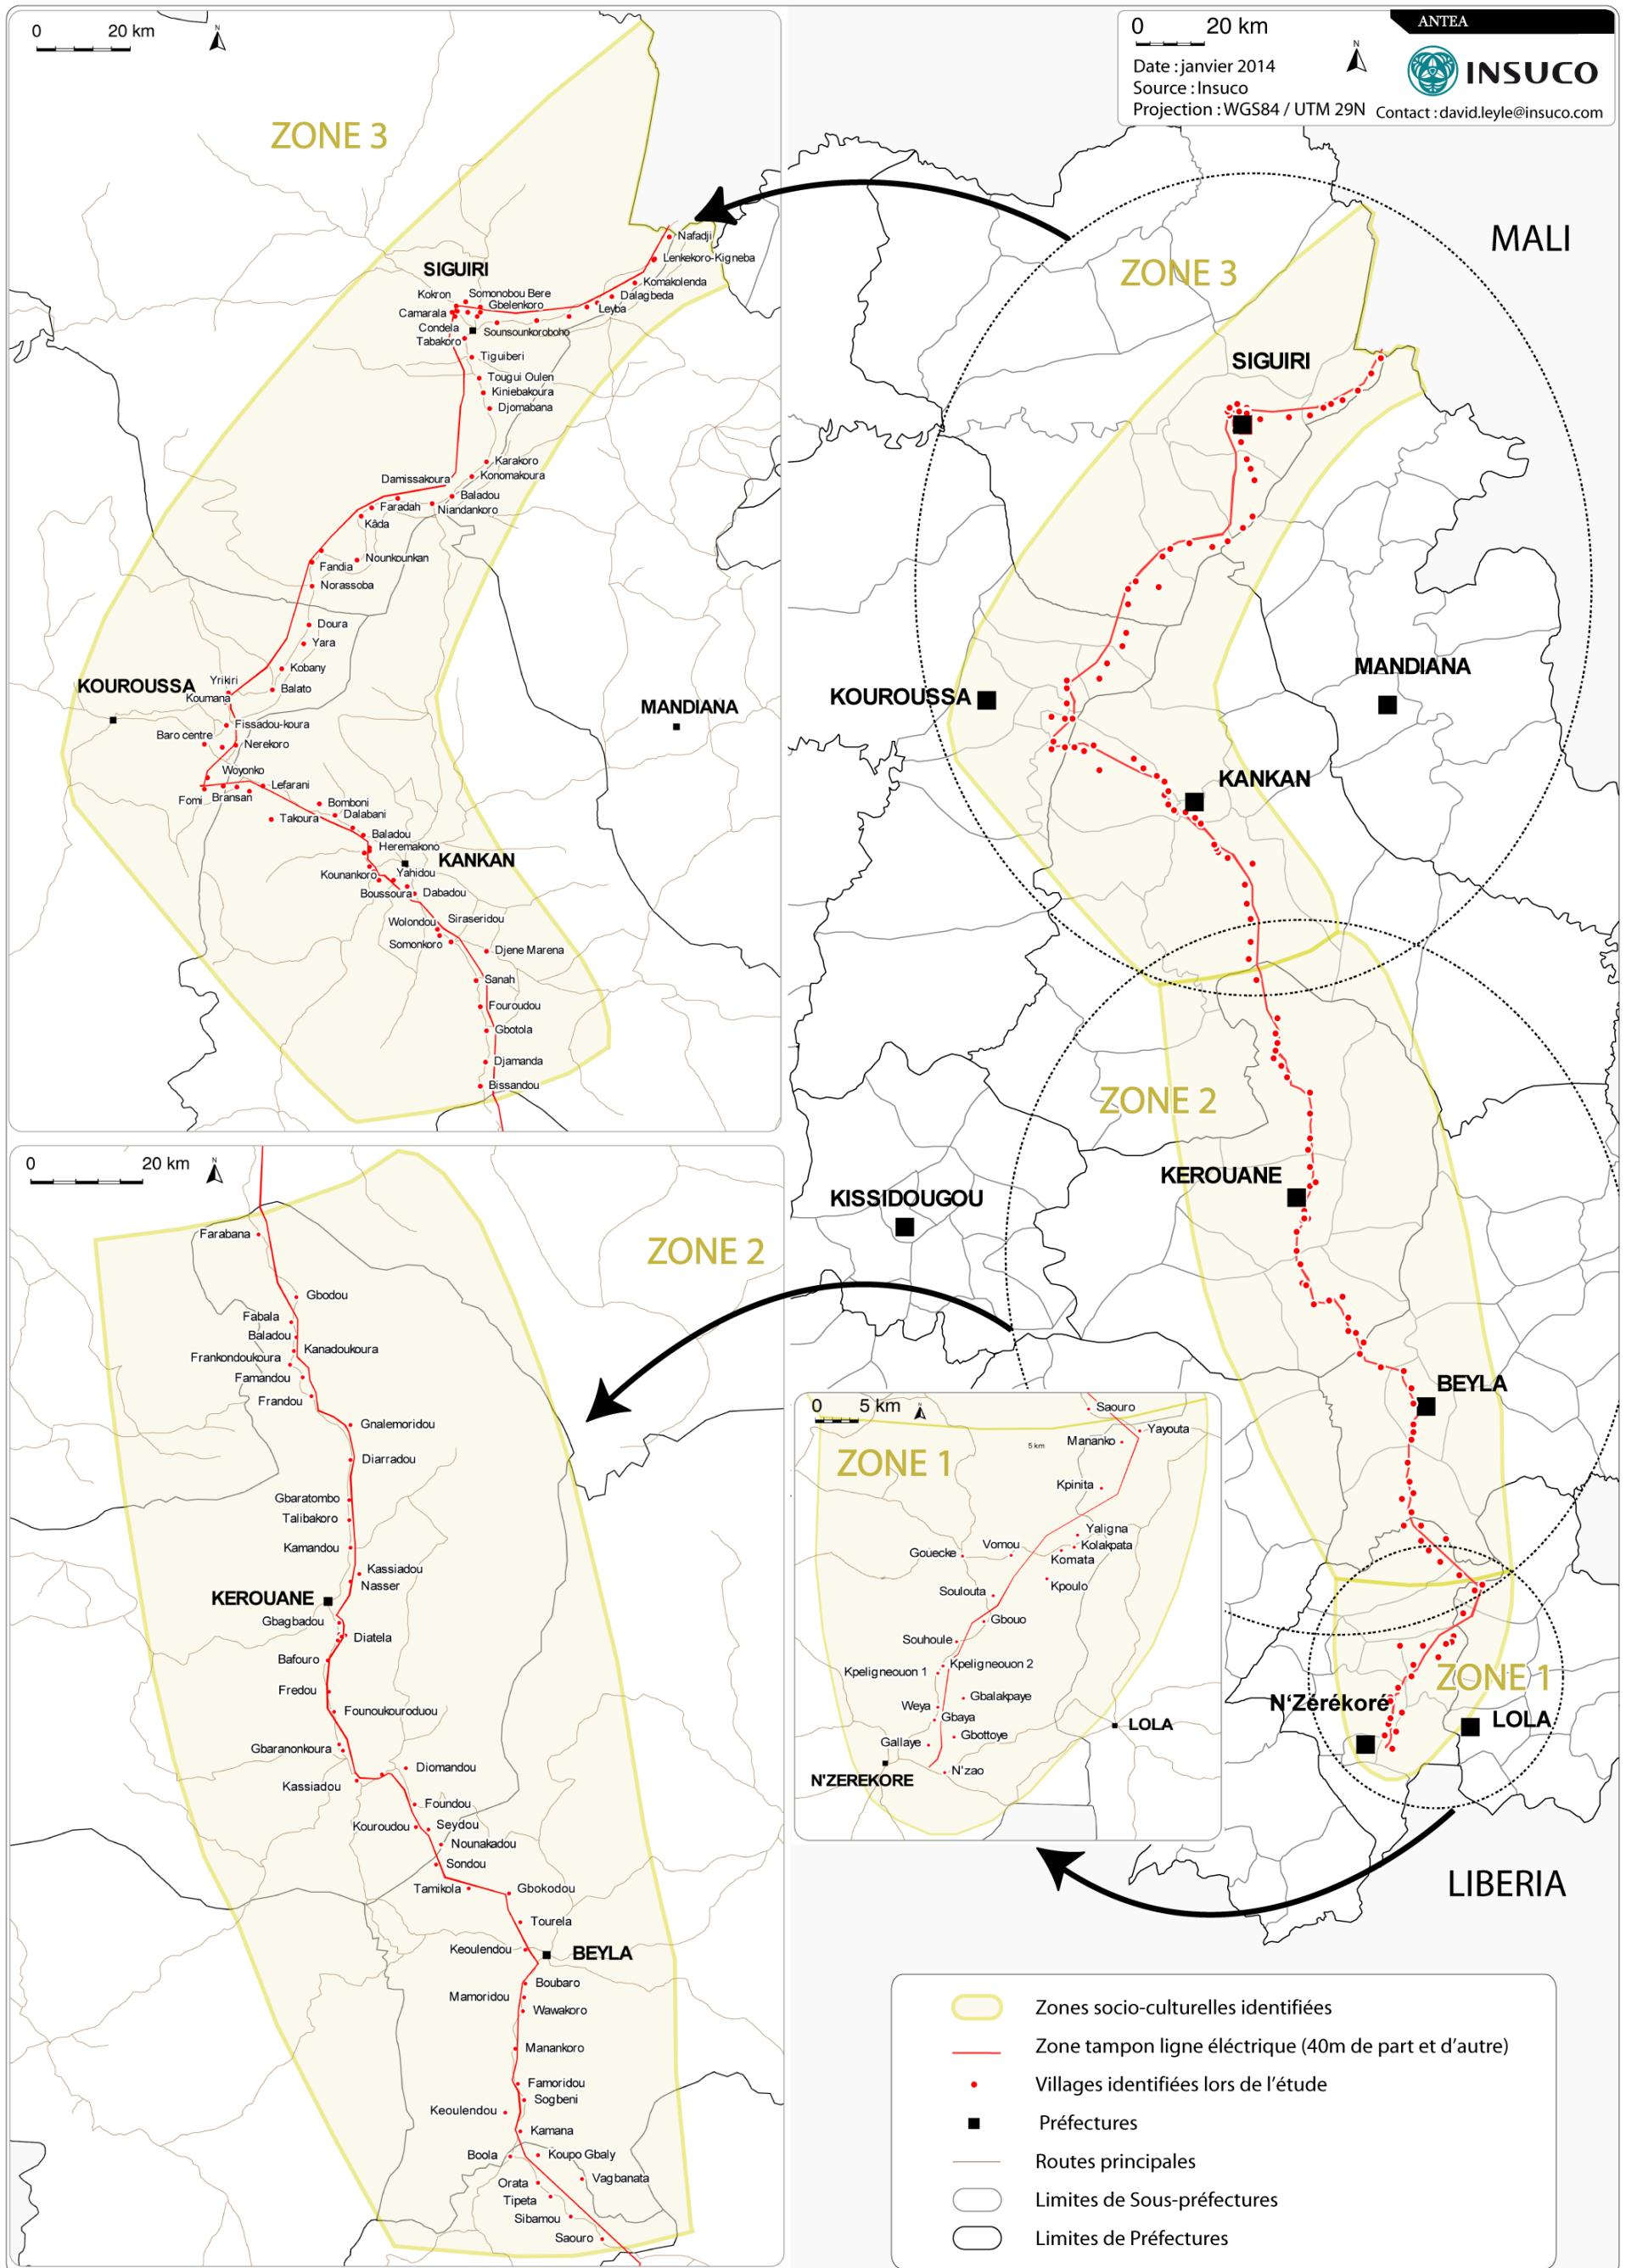 0 20 km
N
ZONE 3
Nafadji
Lenkekoro-Kigneba
SIGUIRI
Komakolenda
Kokron
Somonobou Bere
Dalagbeda
Gbelenkoro
Leyba
Camarala
Condela
Sounsounkoroboho
Tabakoro
Tiguiberi
Tougui Oulen
Kiniebakoura
Djomabana
Karakoro
Damissakoura
Konomakoura
Baladou
Faradah
Niandankoro
Kâda
Nounkounkan
Fandia
Norassoba
Doura
Yara
Kobany
Yrikiri
KOUROUSSA
Balato
Koumana
MANDIANA
Fissadou-koura
Baro centre
Nerekoro
Woyonko
Lefarani
Fomi
Bransan
Bomboni
Takoura
Dalabani
Baladou
Heremakono
KANKAN
Kounankoro
Yahidou
Boussoura
Dabadou
Wolondou
Siraseridou
Somonkoro
Djene Marena
Sanah
Fouroudou
Gbotola
Djamanda
Bissandou
0 20 km
N
ZONE 2
Farabana
Gbodou
Fabala
Baladou
Kanadoukoura
Frankondoukoura
Famandou
Frandou
Gnalemoridou
Diarradou
Gbaratombo
Talibakoro
Kamandou
Kassiadou
Nasser
KEROUANE
Gbagbadou
Diatela
Bafouro
Fredou
Founoukouroduou
Gbaranonkoura
Diomandou
Kassiadou
Foundou
Kouroudou
Seydou
Nounakadou
Sondou
Tamikola
Gbokodou
Tourela
Keoulendou
BEYLA
Boubaro
Mamoridou
Wawakoro
Manankoro
Famoridou
Sogbeni
Keoulendou
Kamana
Boola
Koupo Gbaly
Vagbanata
Orata
Tipeta
Sibamou
Saouro
0 20 km
N
Date : janvier 2014
Source : Insuco
Projection : WGS84 / UTM 29N
ANTEA
INSUCO
Contact : david.leyle@insuco.com
MALI
ZONE 3
SIGUIRI
MANDIANA
KOUROUSSA
KANKAN
ZONE 2
KEROUANE
KISSIDOUGOU
BEYLA
ZONE 1
N'Zérékoré
LOLA
LIBERIA
0 5 km
N
ZONE 1
5 km
Saouro
Yayouta
Mananko
Kpinita
Yaligna
Vomou
Kolakpata
Gouecke
Komata
Kpoulo
Soulouta
Gbouo
Souhoule
Kpeligneouon 2
Kpeligneouon 1
Gbalakpaye
Weya
Gbaya
LOLA
Gbottoye
Gallaye
N'zao
N'ZEREKORE
Zones socio-culturelles identifiées
Zone tampon ligne éléctrique (40m de part et d'autre)
Villages identifiées lors de l'étude
Préfectures
Routes principales
Limites de Sous-préfectures
Limites de Préfectures